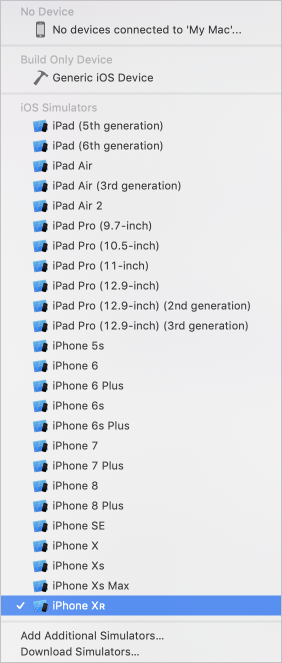 No Device
No devices connected to 'My Mac'...
Build Only Device
Generic iOS Device
iOS Simulators
iPad (5th generation)
iPad (6th generation)
iPad Air
iPad Air (3rd generation)
iPad Air 2
iPad Pro (9.7-inch)
iPad Pro (10.5-inch)
iPad Pro (11-inch)
iPad Pro (12.9-inch)
iPad Pro (12.9-inch) (2nd generation)
iPad Pro (12.9-inch) (3rd generation)
iPhone 5s
iPhone 6
iPhone 6 Plus
iPhone 6s
iPhone 6s Plus
iPhone 7
iPhone 7 Plus
iPhone 8
iPhone 8 Plus
iPhone SE
iPhone X
iPhone Xs
iPhone Xs Max
iPhone Xʀ
Add Additional Simulators...
Download Simulators...